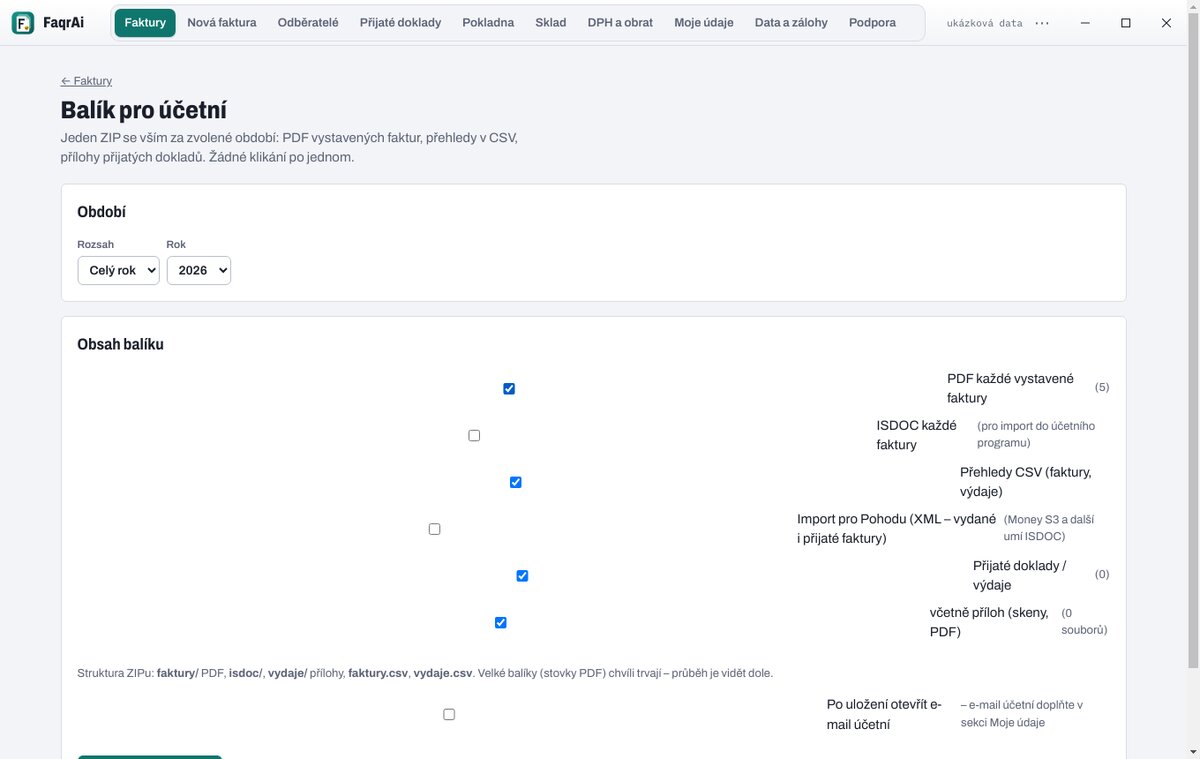 FaqrAi
Faktury Nová faktura Odběratelé Přijaté doklady Pokladna Sklad DPH a obrat Moje údaje Data a zálohy Podpora
ukázková data ···
← Faktury
Balík pro účetní
Jeden ZIP se vším za zvolené období: PDF vystavených faktur, přehledy v CSV,
přílohy přijatých dokladů. Žádné klikání po jednom.
Období
Rozsah Rok
Celý rok 2026
Obsah balíku
PDF každé vystavené
faktury
(5)
ISDOC každé
faktury
(pro import do účetního
programu)
Přehledy CSV (faktury,
výdaje)
Import pro Pohodu (XML – vydané
i přijaté faktury)
(Money S3 a další
umí ISDOC)
Přijaté doklady /
výdaje
(0)
včetně příloh (skeny,
PDF)
(0
souborů)
Struktura ZIPu: faktury/ PDF, isdoc/, vydaje/ přílohy, faktury.csv, vydaje.csv. Velké balíky (stovky PDF) chvíli trvají – průběh je vidět dole.
Po uložení otevřít e-
mail účetní
– e-mail účetní doplňte v
sekci Moje údaje